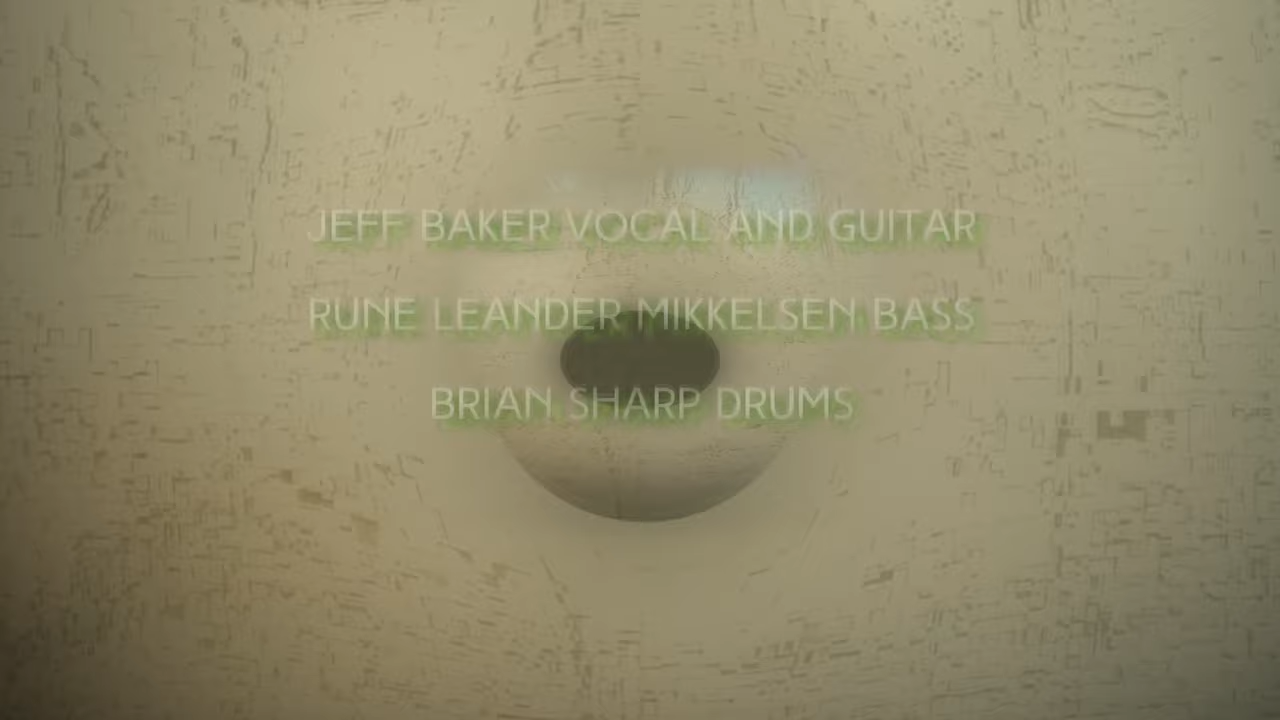 JEFF BAKER VOCAL AND GUITAR
RUNE LEANDER MIKKELSEN BASS
BRIAN SHARP DRUMS